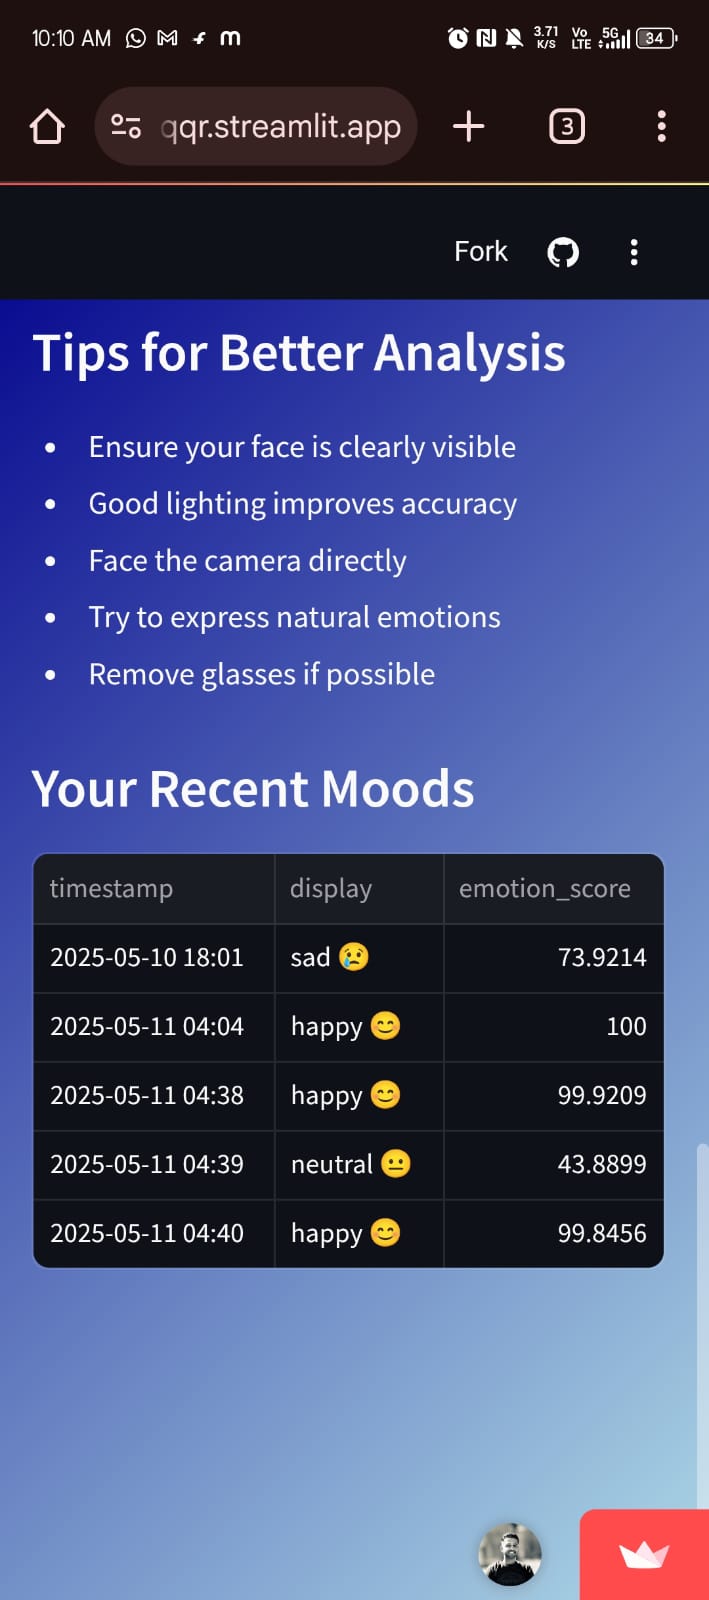 10:10 AM
3.71 K/S Vo LTE 5G 34
qqr.streamlit.app
3
Fork
Tips for Better Analysis
• Ensure your face is clearly visible
• Good lighting improves accuracy
• Face the camera directly
• Try to express natural emotions
• Remove glasses if possible
Your Recent Moods
timestamp display emotion_score
2025-05-10 18:01 sad 😢 73.9214
2025-05-11 04:04 happy 😊 100
2025-05-11 04:38 happy 😊 99.9209
2025-05-11 04:39 neutral 😐 43.8899
2025-05-11 04:40 happy 😊 99.8456